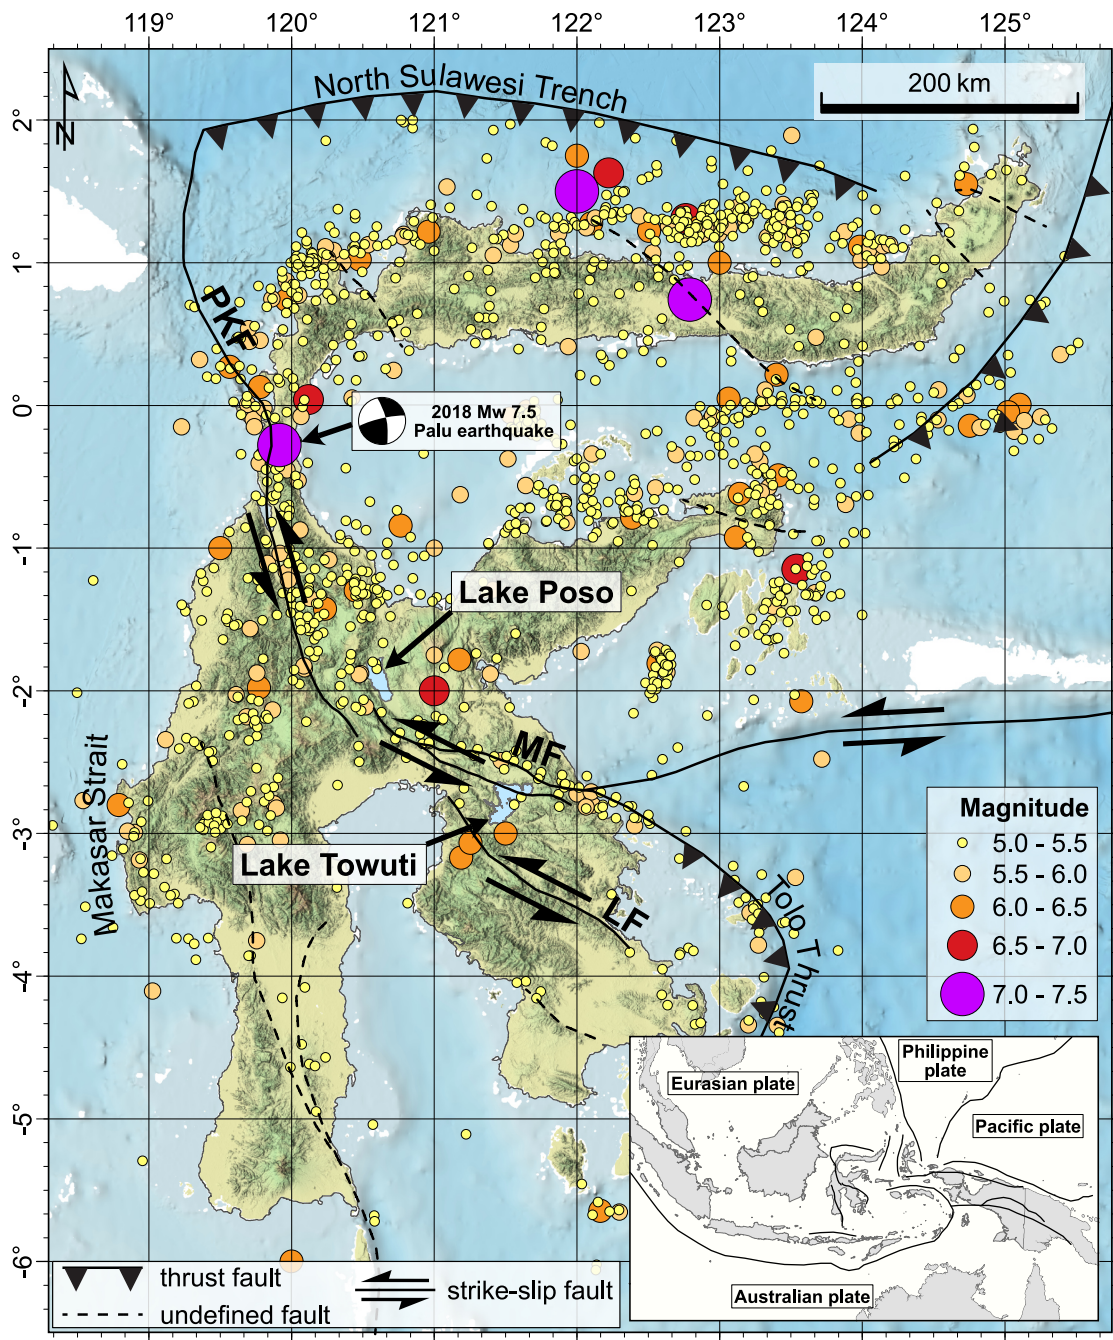 119°
120°
121°
122°
123°
124°
125°
North Sulawesi Trench
200 km
N
2°
1°
0°
-1°
-2°
-3°
-4°
-5°
-6°
PKF
2018 Mw 7.5
Palu earthquake
Lake Poso
MF
Makasar Strait
Lake Towuti
LF
Tolo Thrust
Magnitude
5.0 - 5.5
5.5 - 6.0
6.0 - 6.5
6.5 - 7.0
7.0 - 7.5
Philippine
plate
Eurasian plate
Pacific plate
Australian plate
thrust fault
undefined fault
strike-slip fault